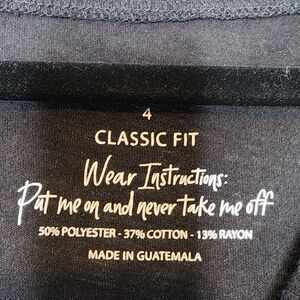 4
CLASSIC FIT
Wear Instructions:
Put me on and never take me off
50% POLYESTER - 37% COTTON - 13% RAYON
MADE IN GUATEMALA